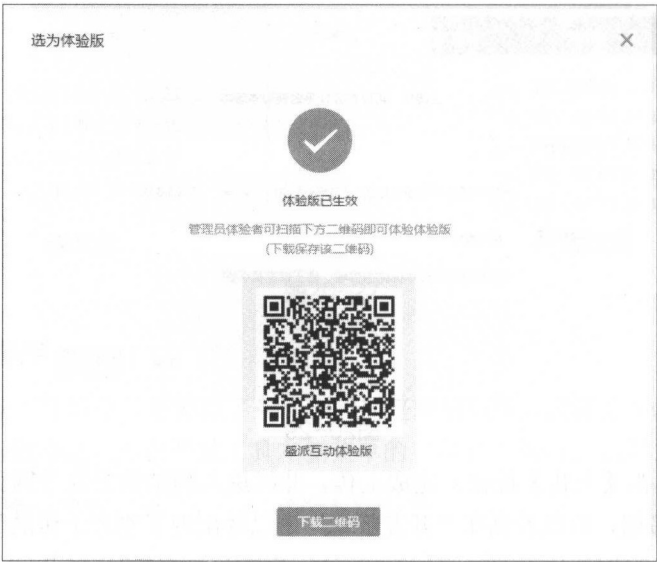 选为体验版
体验版已生效
管理员体验者可扫描下方二维码即可体验体验版
(下载保存该二维码)
盛派互动体验版
下载二维码